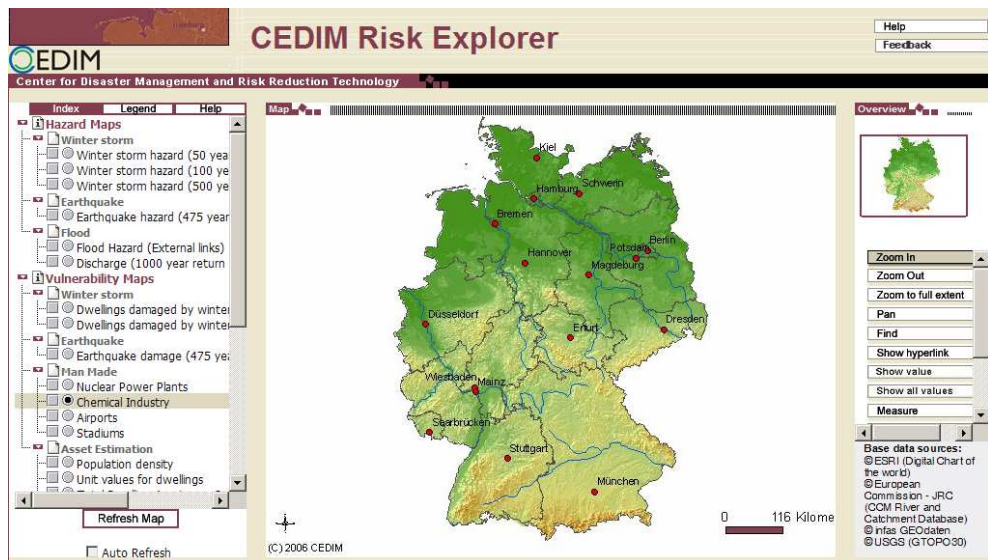 CEDIM
CEDIM Risk Explorer
Help
Feedback
Center for Disaster Management and Risk Reduction Technology
Index
Legend
Help
Hazard Maps
Winter storm
Winter storm hazard (50 yea
Winter storm hazard (100 ye
Winter storm hazard (500 ye
Earthquake
Earthquake hazard (475 year
Flood
Flood Hazard (External links)
Discharge (1000 year return
Vulnerability Maps
Winter storm
Dwellings damaged by winter
Dwellings damaged by winter
Earthquake
Earthquake damage (475 yea
Man Made
Nuclear Power Plants
Chemical Industry
Airports
Stadiums
Asset Estimation
Population density
Unit values for dwellings
Refresh Map
Auto Refresh
Map
Kiel
Hamburg
Schwerin
Bremen
Berlin
Potsdam
Hannover
Magdeburg
Düsseldorf
Erfurt
Dresden
Wiesbaden
Mainz
Saarbrücken
Stuttgart
München
0 116 Kilome
(C) 2006 CEDIM
Overview
Zoom In
Zoom Out
Zoom to full extent
Pan
Find
Show hyperlink
Show value
Show all values
Measure
Base data sources:
©ESRI (Digital Chart of
the world)
©European
Commission - JRC
(CCM River and
Catchment Database)
©infas GEOdaten
©USGS (GTOPO30)